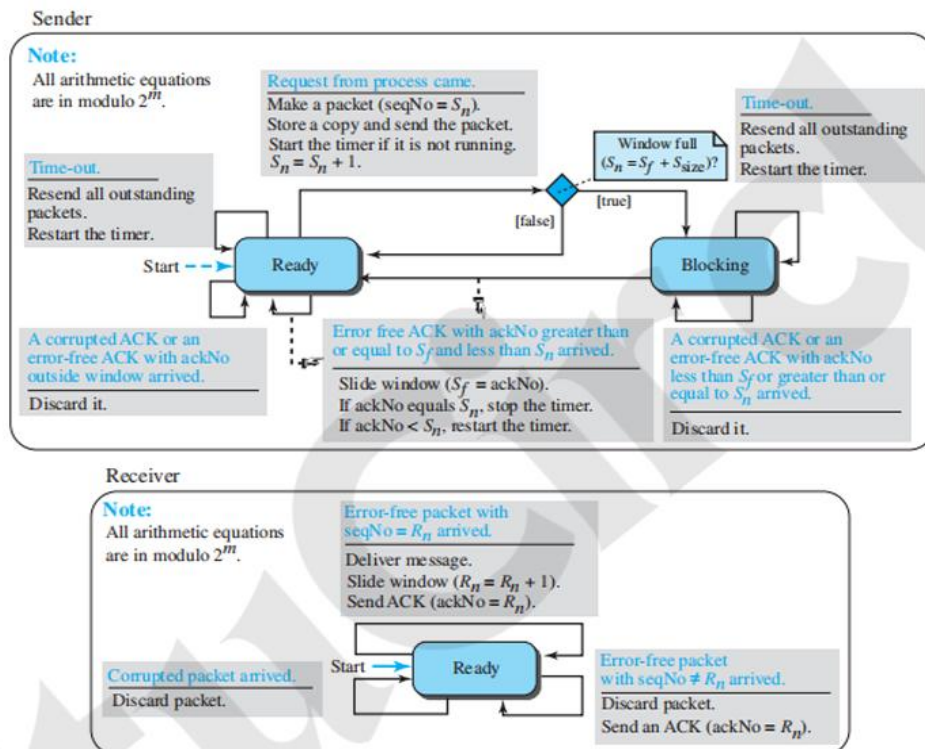 Sender
Note:
All arithmetic equations
are in modulo 2^m.
Request from process came.
Make a packet (seqNo = S_n).
Store a copy and send the packet.
Start the timer if it is not running.
S_n = S_n + 1.
Time-out.
Resend all outstanding
packets.
Restart the timer.
Window full
(S_n = S_f + S_size)?
Time-out.
Resend all outstanding
packets.
Restart the timer.
[false]
[true]
Start
Ready
Blocking
A corrupted ACK or an
error-free ACK with ackNo
outside window arrived.
Discard it.
Error free ACK with ackNo greater than
or equal to S_f and less than S_n arrived.
Slide window (S_f = ackNo).
If ackNo equals S_n, stop the timer.
If ackNo < S_n, restart the timer.
A corrupted ACK or an
error-free ACK with ackNo
less than S_f or greater than or
equal to S_n arrived.
Discard it.
Receiver
Note:
All arithmetic equations
are in modulo 2^m.
Error-free packet with
seqNo = R_n arrived.
Deliver message.
Slide window (R_n = R_n + 1).
Send ACK (ackNo = R_n).
Corrupted packet arrived.
Discard packet.
Start
Ready
Error-free packet
with seqNo ≠ R_n arrived.
Discard packet.
Send an ACK (ackNo = R_n).